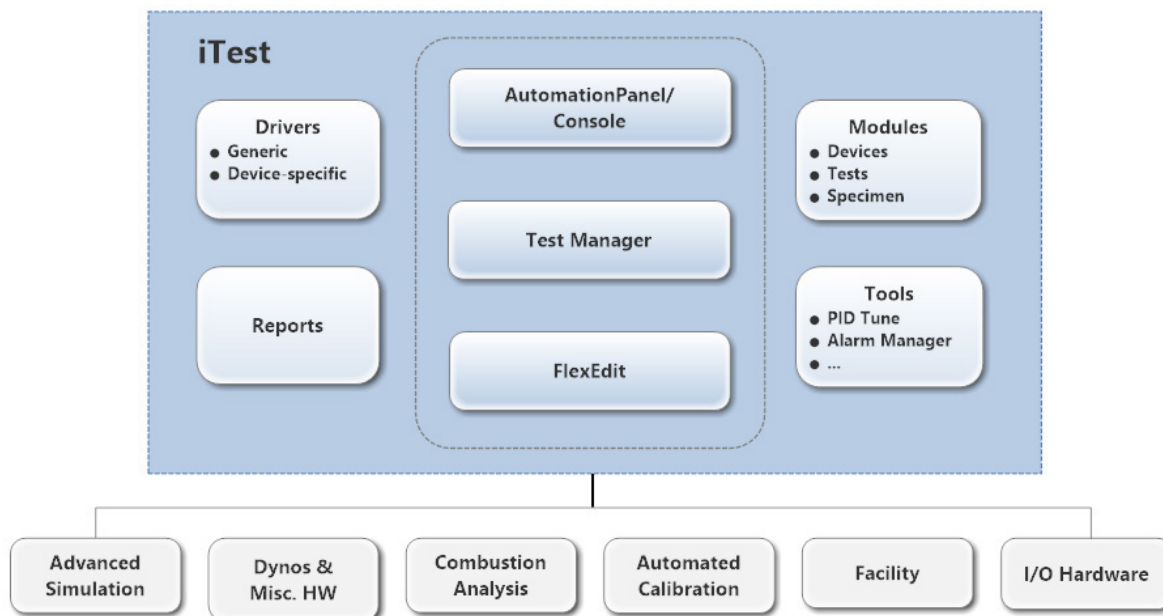 iTest
AutomationPanel/
Console
Drivers
● Generic
● Device-specific
Modules
● Devices
● Tests
● Specimen
Test Manager
Reports
Tools
● PID Tune
● Alarm Manager
● ...
FlexEdit
Advanced
Simulation
Dynos &
Misc. HW
Combustion
Analysis
Automated
Calibration
Facility
I/O Hardware